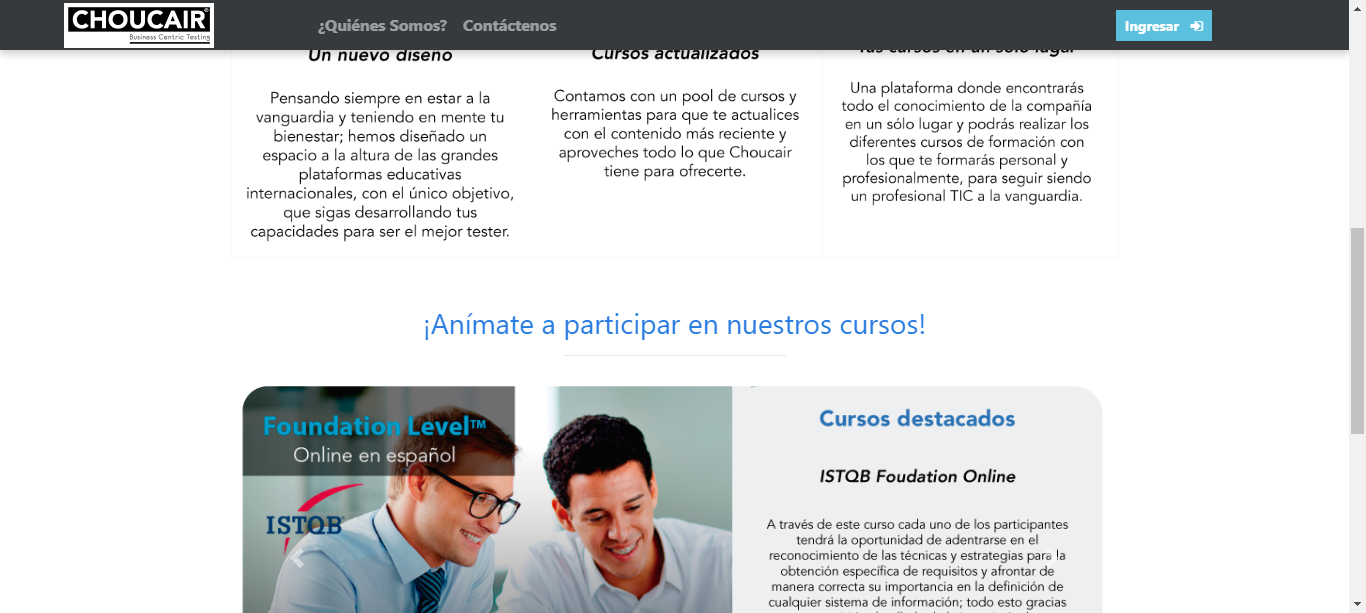 CHOUCAIR®
Business Centric Testing
¿Quiénes Somos?
Contáctenos
Ingresar
Un nuevo diseño
Pensando siempre en estar a la
vanguardia y teniendo en mente tu
bienestar; hemos diseñado un
espacio a la altura de las grandes
plataformas educativas
internacionales, con el único objetivo,
que sigas desarrollando tus
capacidades para ser el mejor tester.
Cursos actualizados
Contamos con un pool de cursos y
herramientas para que te actualices
con el contenido más reciente y
aproveches todo lo que Choucair
tiene para ofrecerte.
Tus cursos en un sólo lugar
Una plataforma donde encontrarás
todo el conocimiento de la compañía
en un sólo lugar y podrás realizar los
diferentes cursos de formación con
los que te formarás personal y
profesionalmente, para seguir siendo
un profesional TIC a la vanguardia.
¡Anímate a participar en nuestros cursos!
Foundation Level™
Online en español
ISTQB®
Cursos destacados
ISTQB Foudation Online
A través de este curso cada uno de los participantes
tendrá la oportunidad de adentrarse en el
reconocimiento de las técnicas y estrategias para la
obtención específica de requisitos y afrontar de
manera correcta su importancia en la definición de
cualquier sistema de información; todo esto gracias